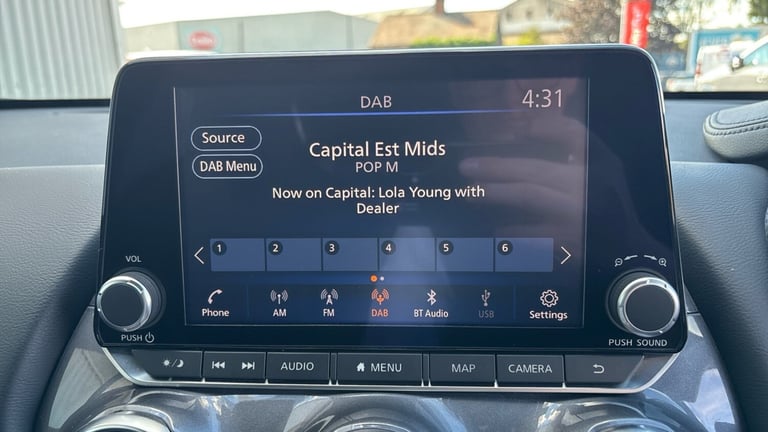 DAB
4:31
Source
DAB Menu
Capital Est Mids
POP M
Now on Capital: Lola Young with
Dealer
1 2 3 4 5 6
Phone AM FM DAB BT Audio USB Settings
VOL
PUSH
PUSH SOUND
AUDIO MENU MAP CAMERA